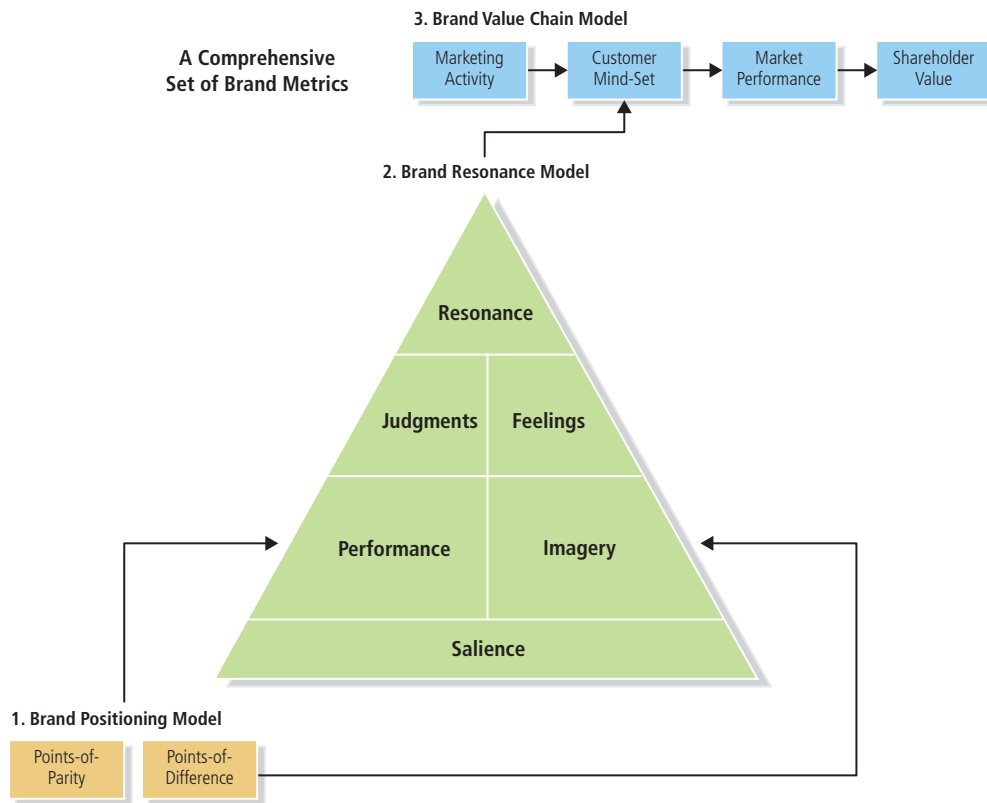 3. Brand Value Chain Model
A Comprehensive
Set of Brand Metrics
Marketing
Activity
Customer
Mind-Set
Market
Performance
Shareholder
Value
2. Brand Resonance Model
Resonance
Judgments
Feelings
Performance
Imagery
Salience
1. Brand Positioning Model
Points-of-
Parity
Points-of-
Difference